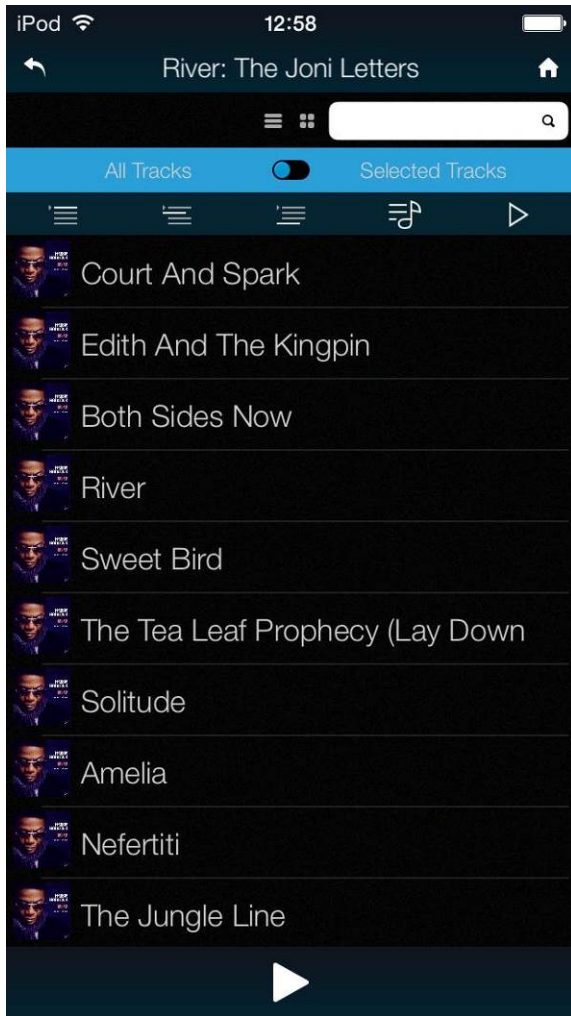 iPod 12:58
River: The Joni Letters
All Tracks Selected Tracks
Court And Spark
Edith And The Kingpin
Both Sides Now
River
Sweet Bird
The Tea Leaf Prophecy (Lay Down
Solitude
Amelia
Nefertiti
The Jungle Line